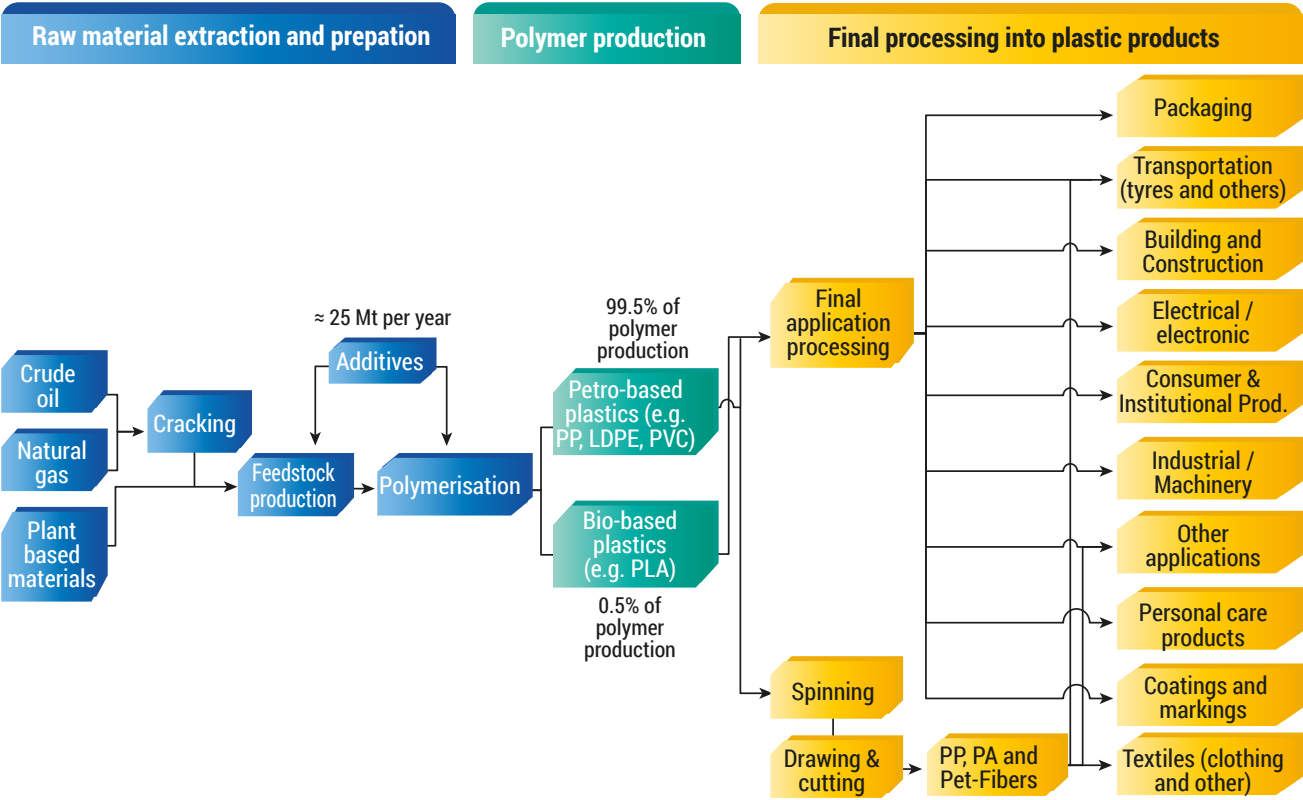 Raw material extraction and prepation
Polymer production
Final processing into plastic products
Crude
oil
Natural
gas
Plant
based
materials
Cracking
≈ 25 Mt per year
Additives
Feedstock
production
Polymerisation
99.5% of
polymer
production
Petro-based
plastics (e.g.
PP, LDPE, PVC)
Bio-based
plastics
(e.g. PLA)
0.5% of
polymer
production
Final
application
processing
Spinning
Drawing &
cutting
PP, PA and
Pet-Fibers
Packaging
Transportation
(tyres and others)
Building and
Construction
Electrical /
electronic
Consumer &
Institutional Prod.
Industrial /
Machinery
Other
applications
Personal care
products
Coatings and
markings
Textiles (clothing
and other)